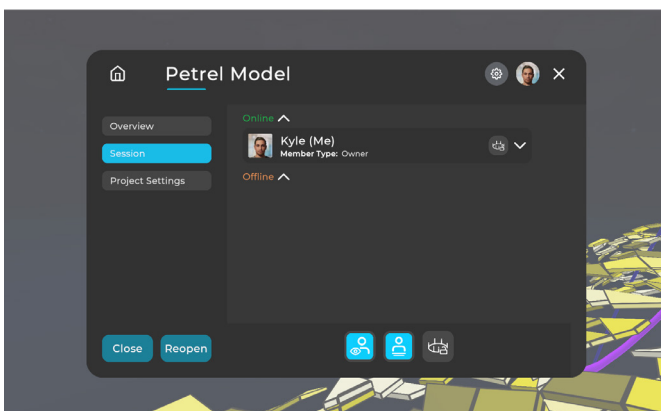 Petrel Model
Overview
Session
Project Settings
Online
Kyle (Me)
Member Type: Owner
Offline
Close
Reopen